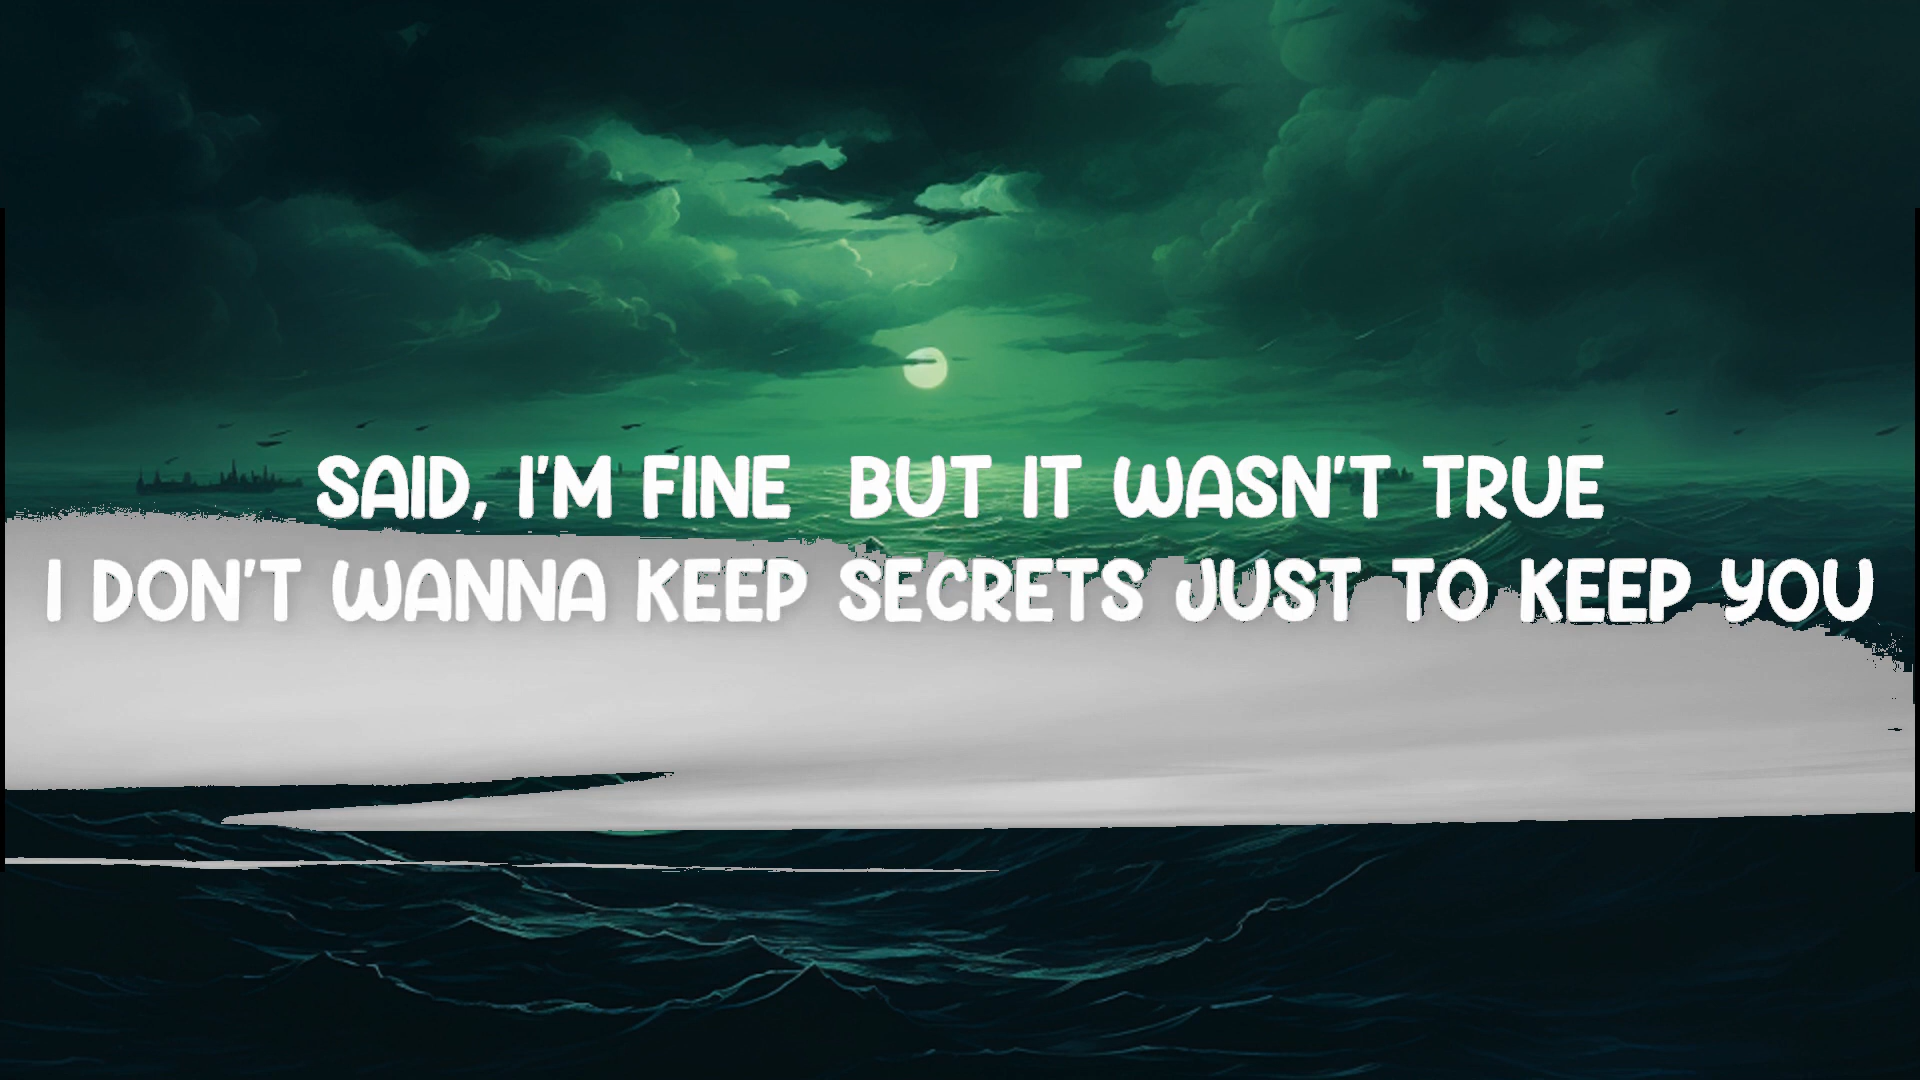 SAID, I'M FINE  BUT IT WASN'T TRUE
I DON'T WANNA KEEP SECRETS JUST TO KEEP YOU